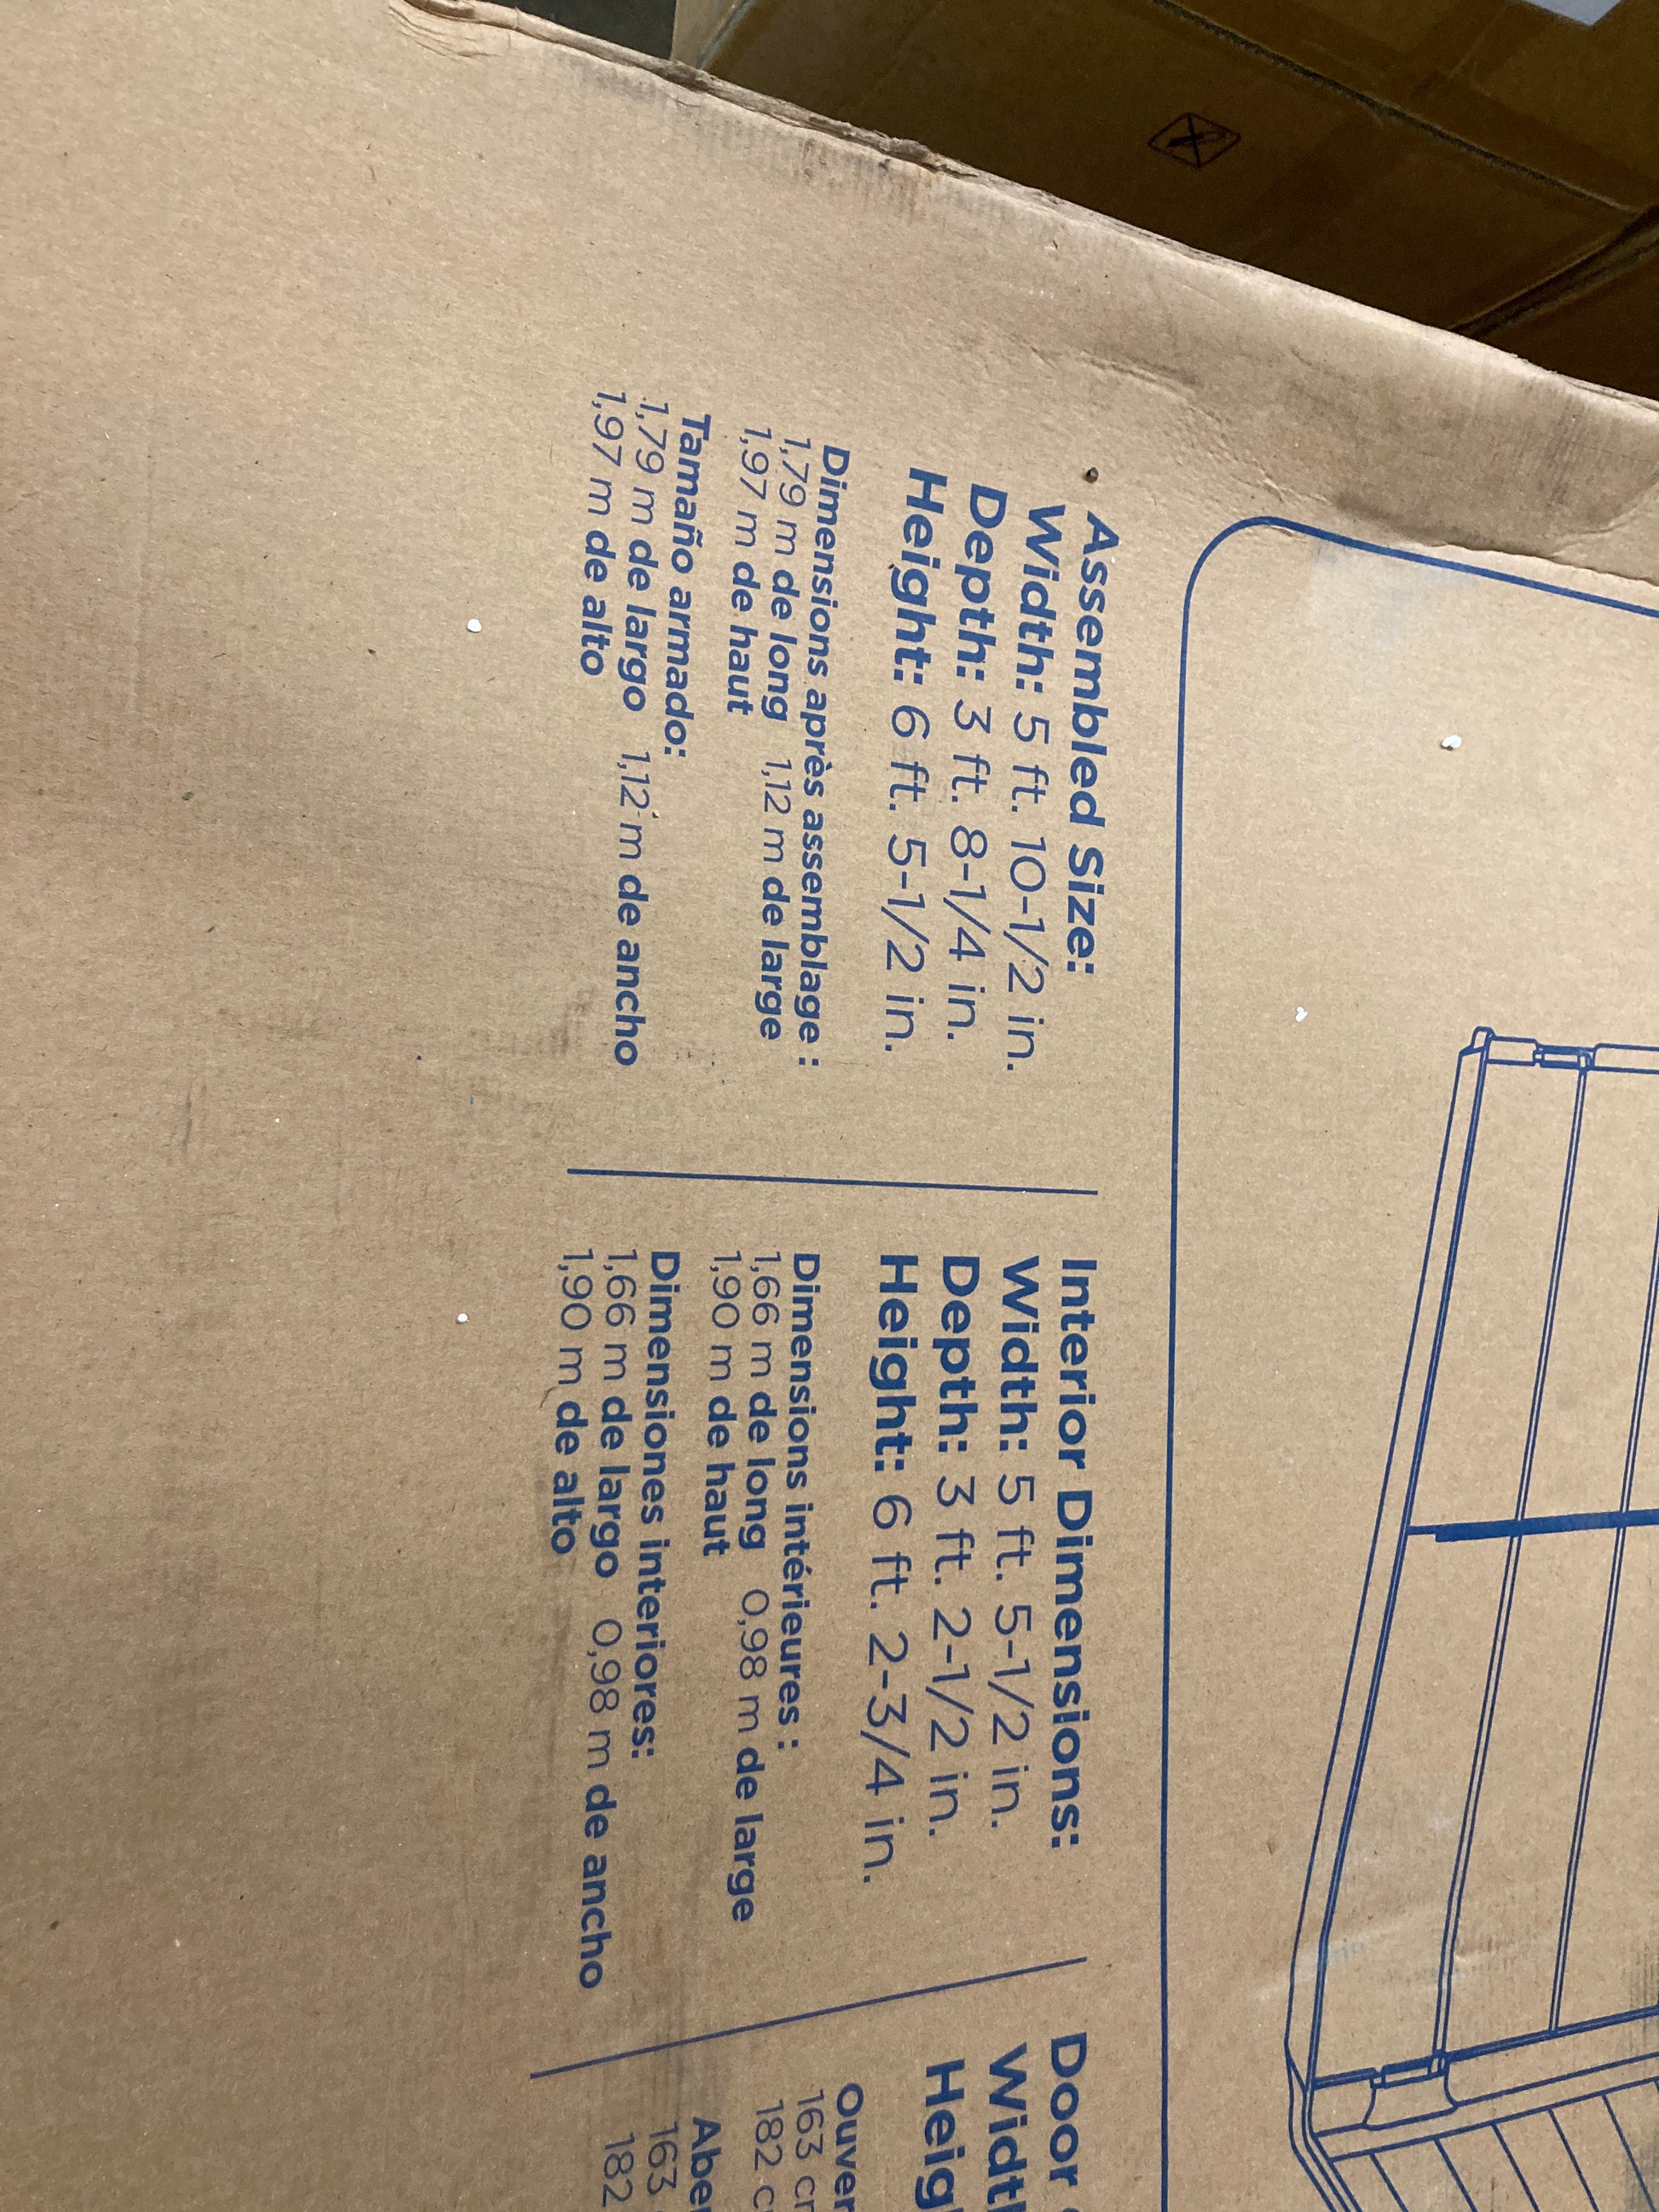 Assembled Size:
Width: 5 ft. 10-1/2 in.
Depth: 3 ft. 8-1/4 in.
Height: 6 ft. 5-1/2 in.
Dimensions après assemblage :
1,79 m de long 1,12 m de large
1,97 m de haut
Tamaño armado:
1,79 m de largo 1,12 m de ancho
1,97 m de alto
Interior Dimensions:
Width: 5 ft. 5-1/2 in.
Depth: 3 ft. 2-1/2 in.
Height: 6 ft. 2-3/4 in.
Dimensions intérieures :
1,66 m de long 0,98 m de large
1,90 m de haut
Dimensiones interiores:
1,66 m de largo 0,98 m de ancho
1,90 m de alto
Door
163
182
163
182